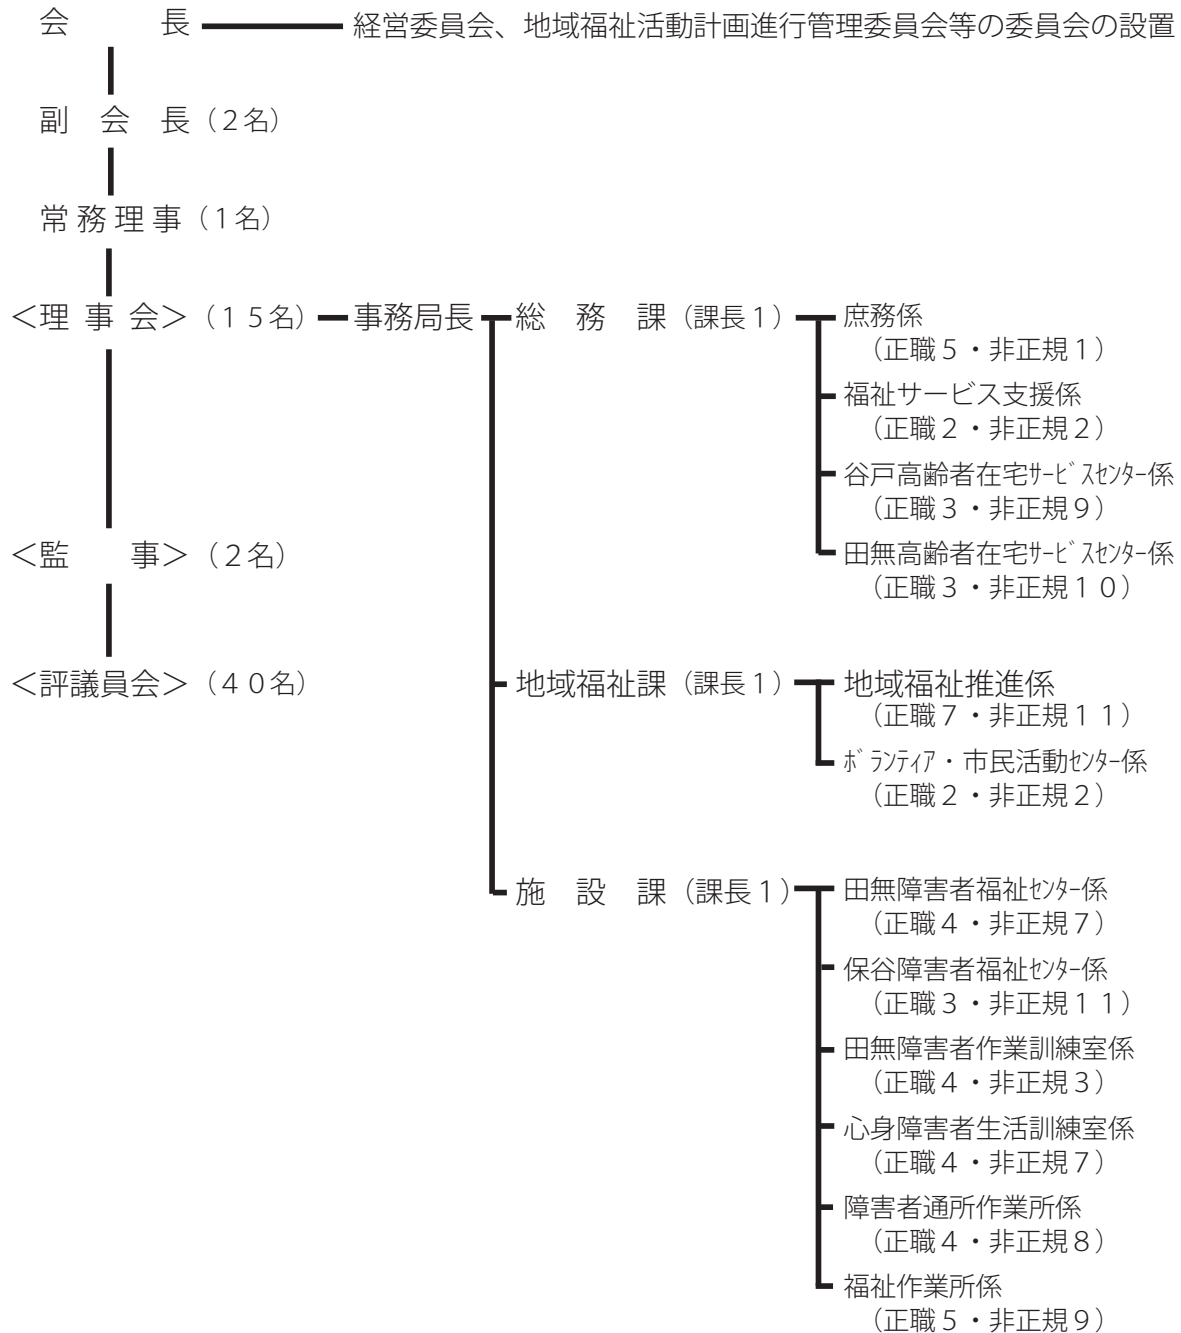 会長 経営委員会、地域福祉活動計画進行管理委員会等の委員会の設置
副会長（２名）
常務理事（１名）
＜理事会＞（１５名） 事務局長 総務課（課長１） 庶務係
（正職５・非正規１）
福祉サービス支援係
（正職２・非正規２）
谷戸高齢者在宅ｻｰﾋﾞｽｾﾝﾀｰ係
（正職３・非正規９）
＜監事＞（２名） 田無高齢者在宅ｻｰﾋﾞｽｾﾝﾀｰ係
（正職３・非正規１０）
＜評議員会＞（４０名） 地域福祉課（課長１） 地域福祉推進係
（正職７・非正規１１）
ﾎﾞﾗﾝﾃｨｱ・市民活動ｾﾝﾀｰ係
（正職２・非正規２）
施設課（課長１） 田無障害者福祉ｾﾝﾀｰ係
（正職４・非正規７）
保谷障害者福祉ｾﾝﾀｰ係
（正職３・非正規１１）
田無障害者作業訓練室係
（正職４・非正規３）
心身障害者生活訓練室係
（正職４・非正規７）
障害者通所作業所係
（正職４・非正規８）
福祉作業所係
（正職５・非正規９）